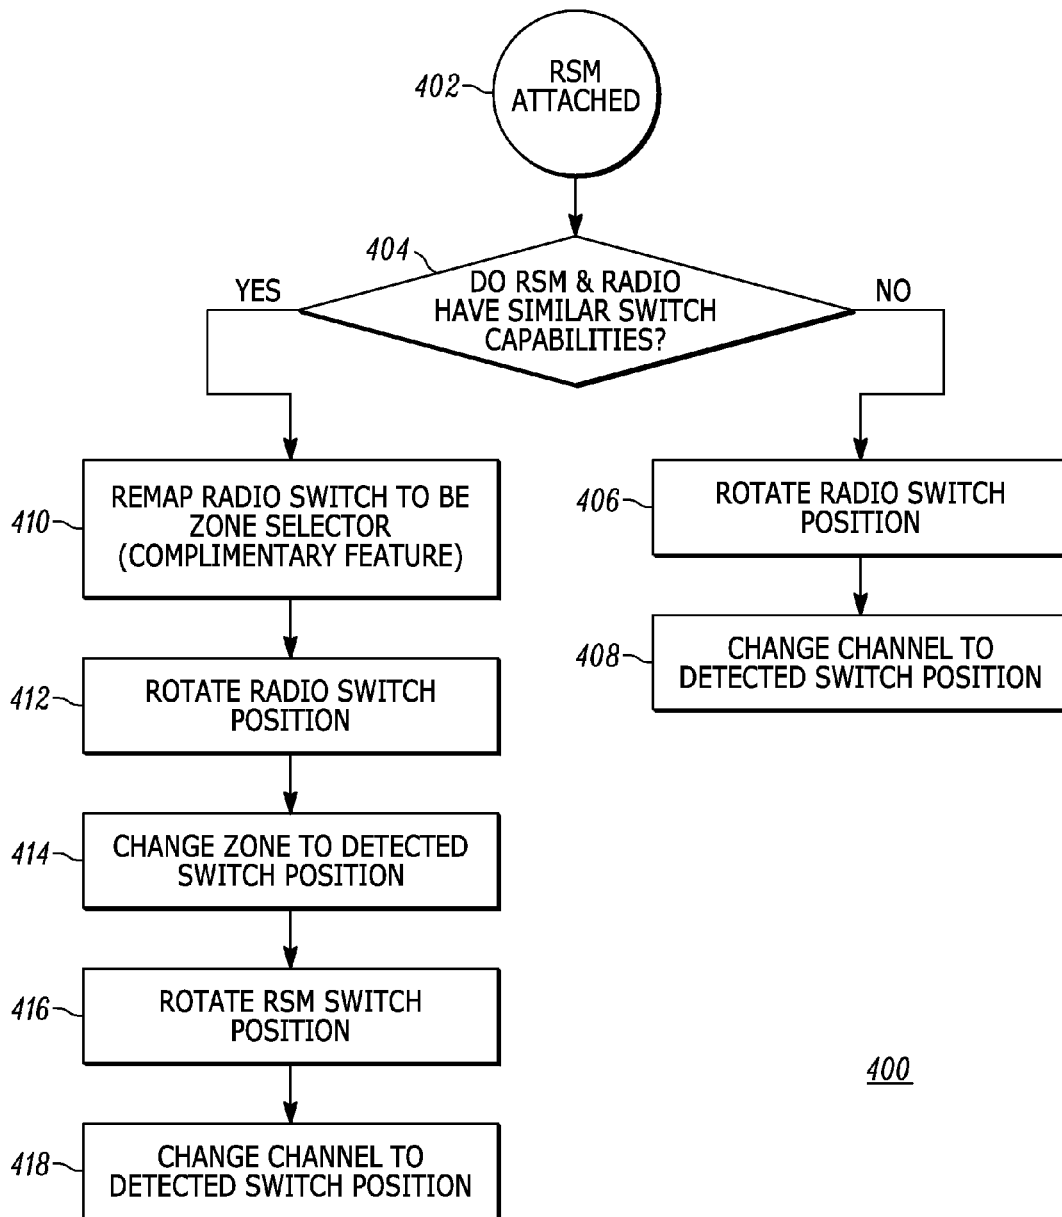 402
RSM
ATTACHED
404
DO RSM & RADIO
HAVE SIMILAR SWITCH
CAPABILITIES?
YES
NO
410
REMAP RADIO SWITCH TO BE
ZONE SELECTOR
(COMPLIMENTARY FEATURE)
412
ROTATE RADIO SWITCH
POSITION
414
CHANGE ZONE TO DETECTED
SWITCH POSITION
416
ROTATE RSM SWITCH
POSITION
418
CHANGE CHANNEL TO
DETECTED SWITCH POSITION
406
ROTATE RADIO SWITCH
POSITION
408
CHANGE CHANNEL TO
DETECTED SWITCH POSITION
400